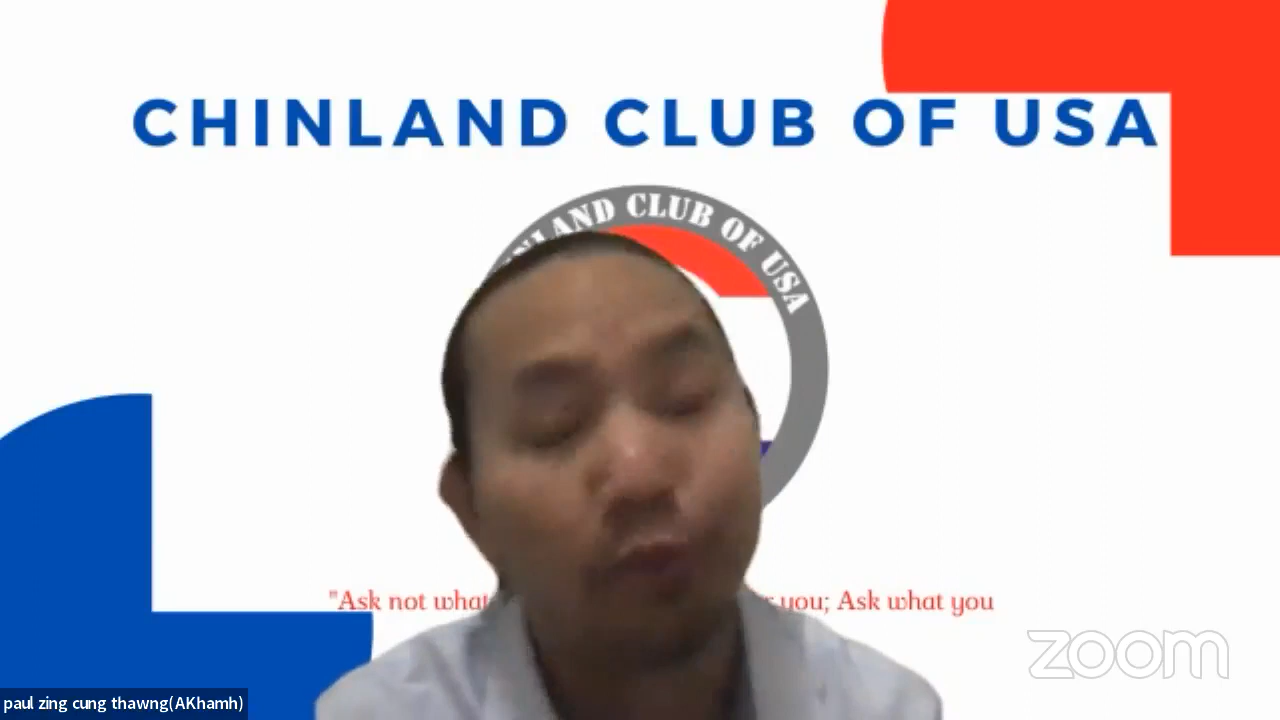 CHINLAND CLUB OF USA
INLAND CLUB OF USA
"Ask not what you; Ask what you
zoom
paul zing cung thawng(AKhamh)